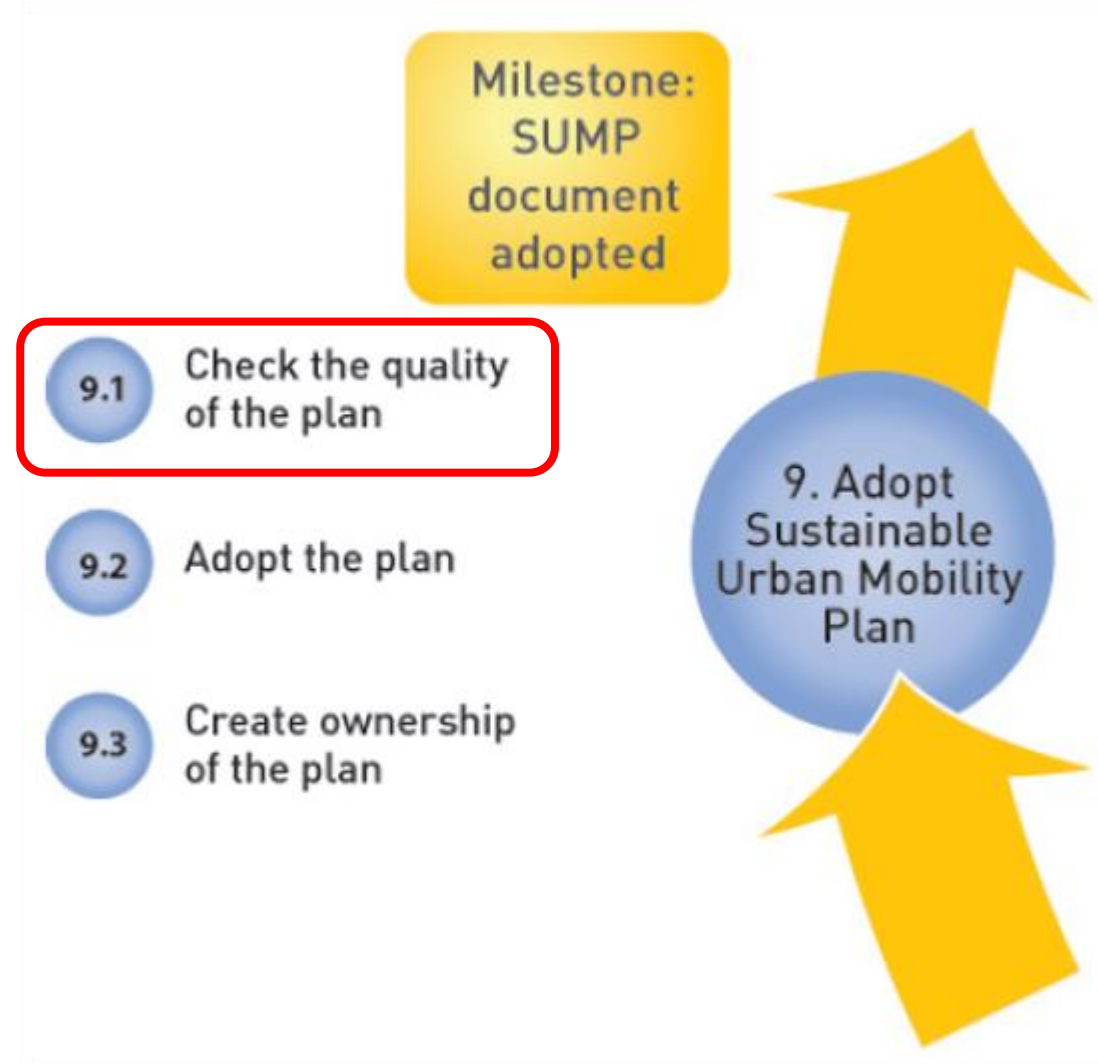 Milestone:
SUMP
document
adopted
9.1
Check the quality
of the plan
9.2
Adopt the plan
9.3
Create ownership
of the plan
9. Adopt
Sustainable
Urban Mobility
Plan